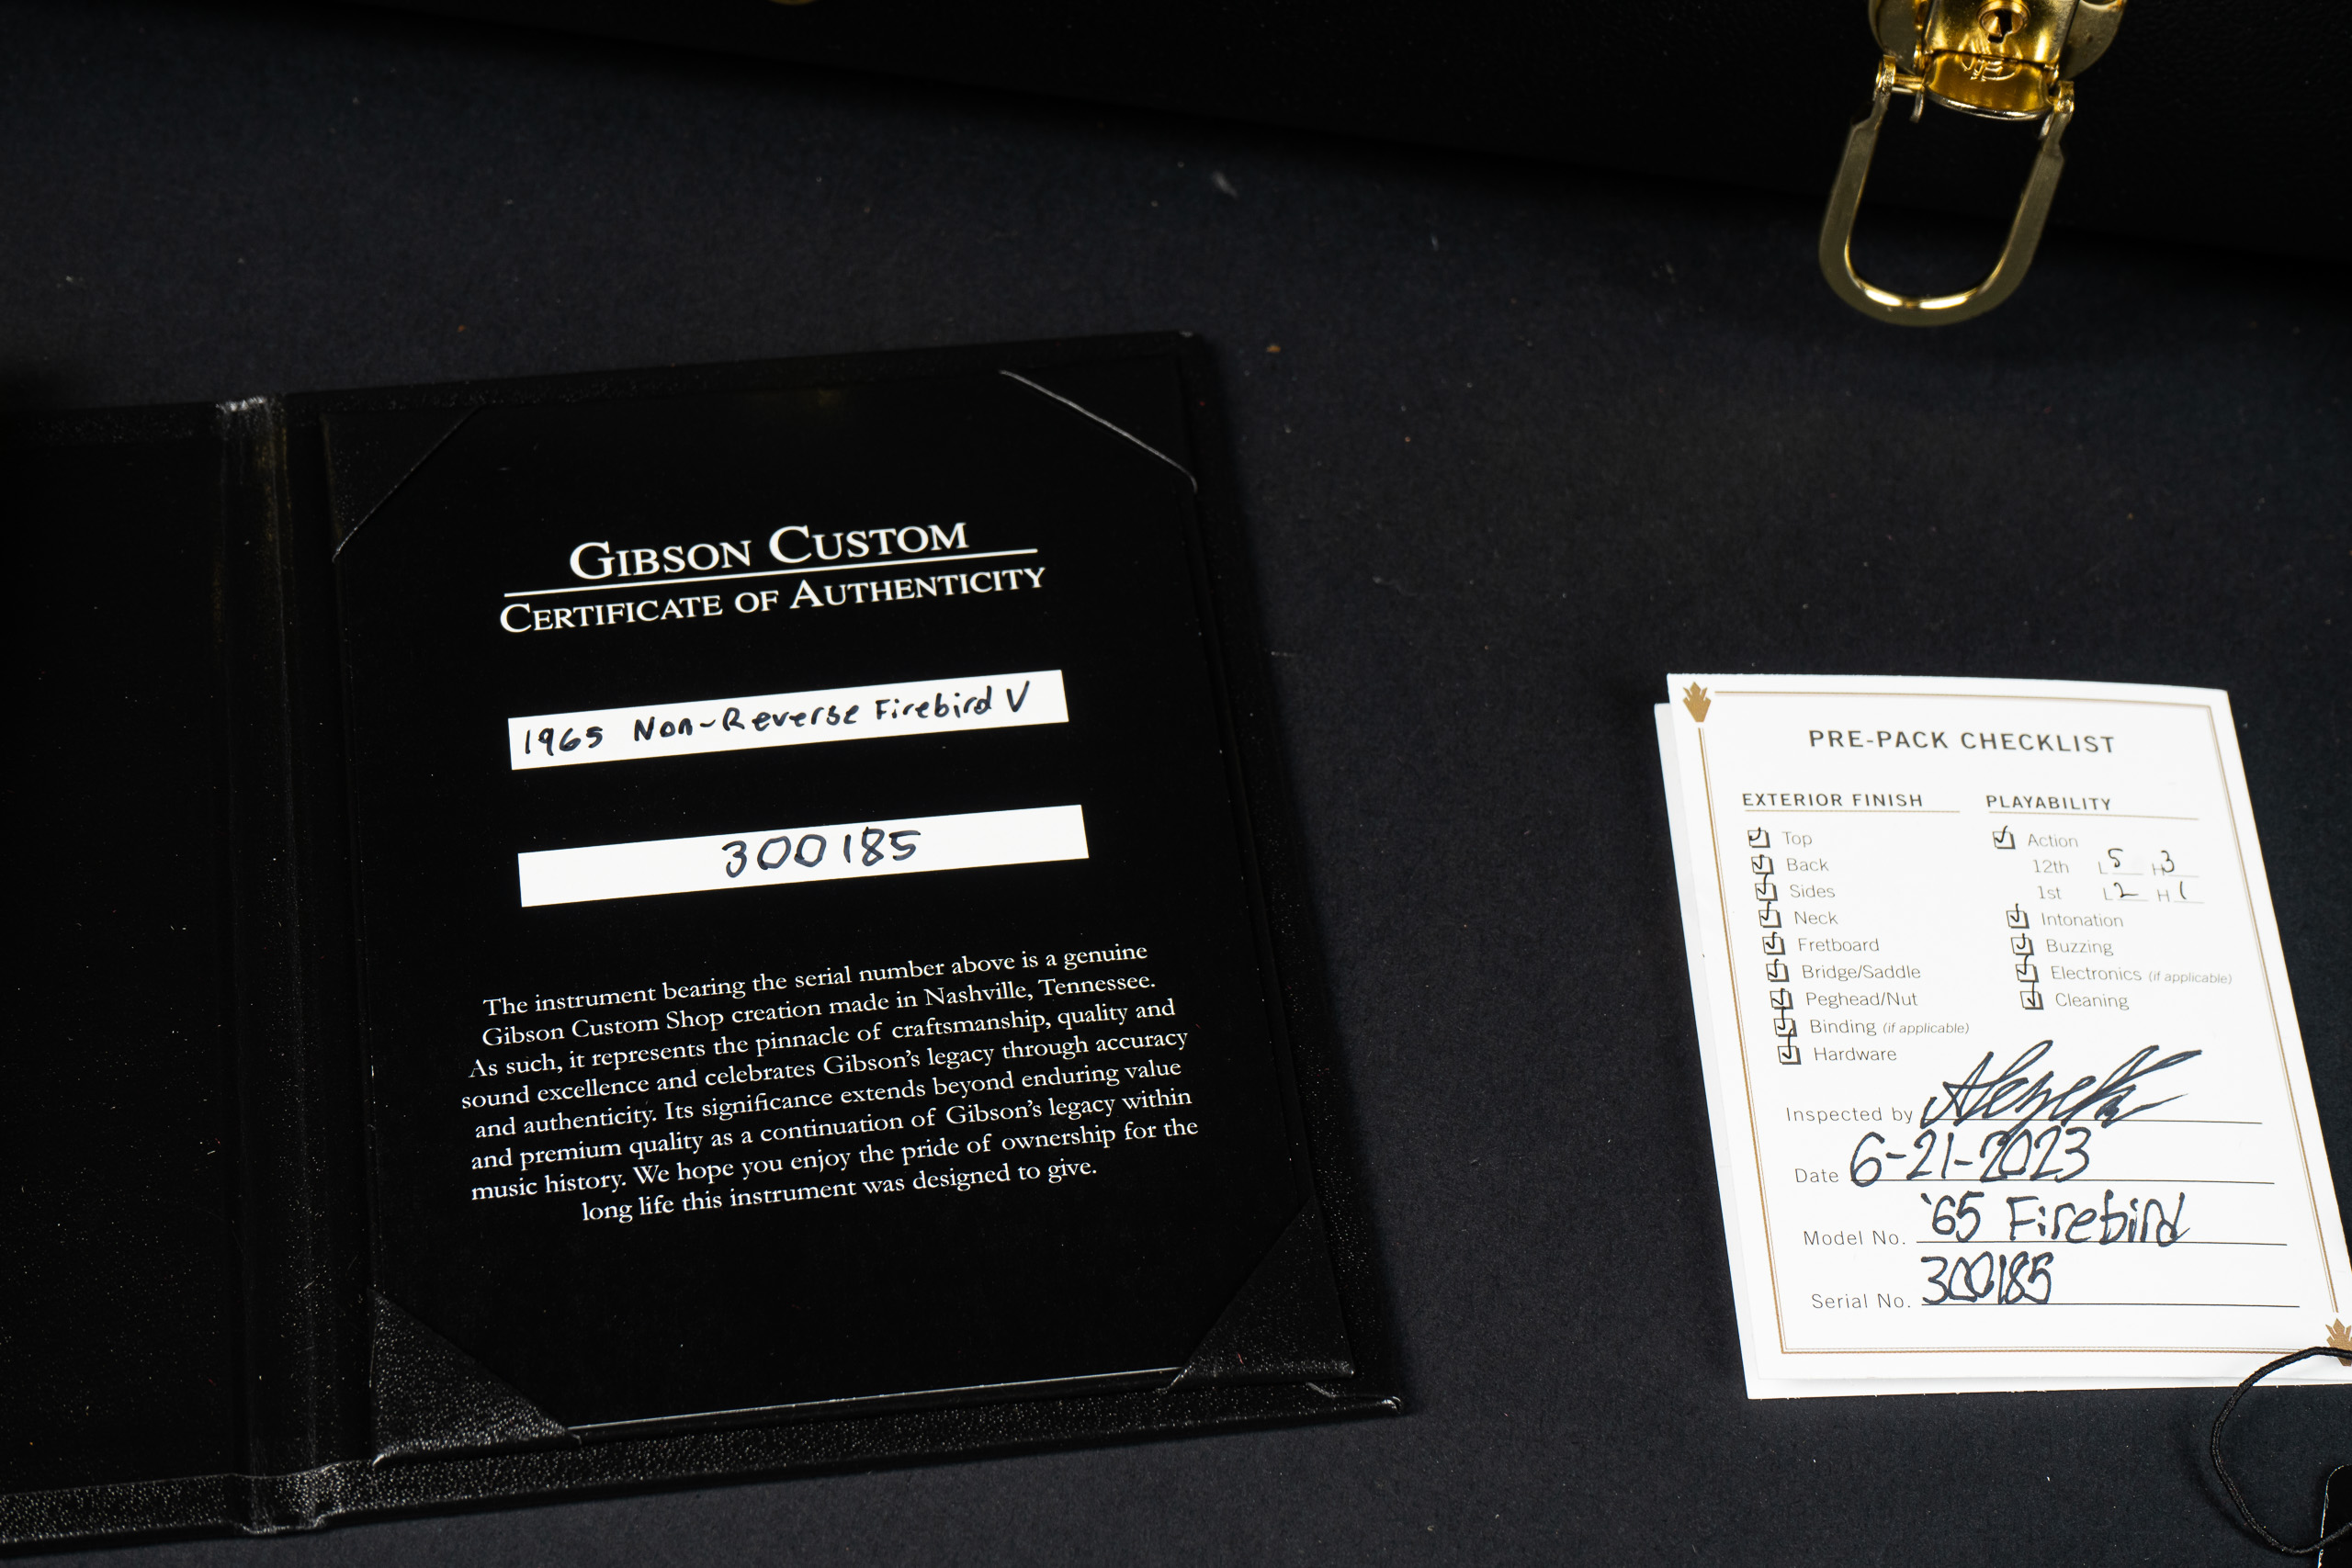 GIBSON CUSTOM
CERTIFICATE OF AUTHENTICITY
1965 Non-Reverse Firebird V
300185
The instrument bearing the serial number above is a genuine
Gibson Custom Shop creation made in Nashville, Tennessee.
As such, it represents the pinnacle of craftsmanship, quality and
sound excellence and celebrates Gibson's legacy through accuracy
and authenticity. Its significance extends beyond enduring value
and premium quality as a continuation of Gibson's legacy within
music history. We hope you enjoy the pride of ownership for the
long life this instrument was designed to give.
PRE-PACK CHECKLIST
EXTERIOR FINISH
Top
Back
Sides
Neck
Fretboard
Bridge/Saddle
Peghead/Nut
Binding (if applicable)
Hardware
PLAYABILITY
Action
12th L 5 H 3
1st L 2 H 1
Intonation
Buzzing
Electronics (if applicable)
Cleaning
Inspected by
Date 6-21-2023
Model No. '65 Firebird
Serial No. 300185